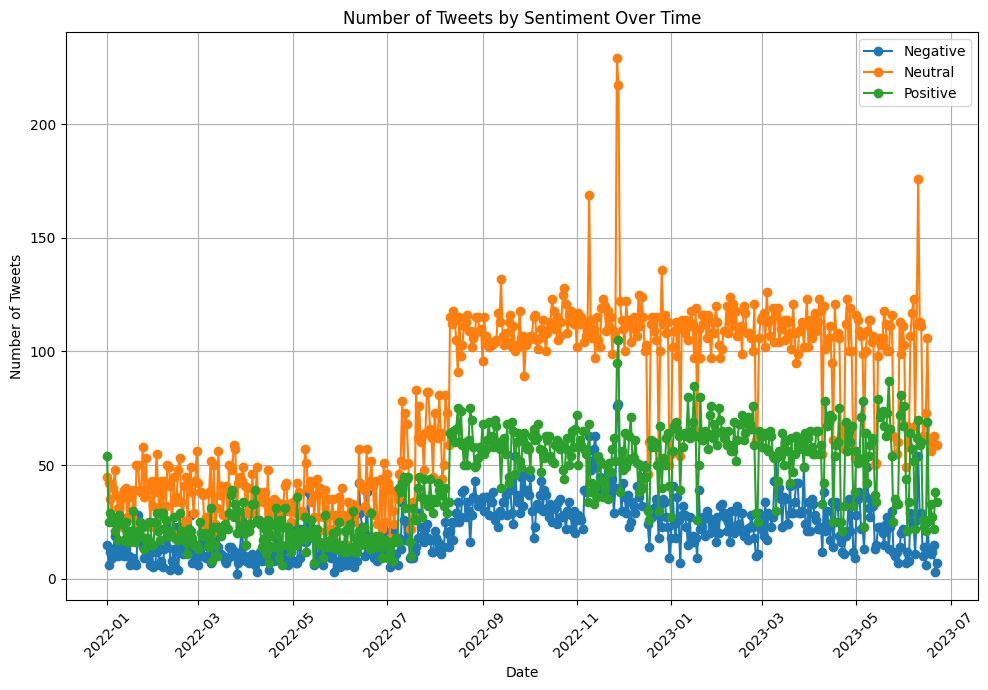 Number of Tweets by Sentiment Over Time
Negative
Neutral
Positive
200
150
100
50
0
Number of Tweets
2022-01
2022-03
2022-05
2022-07
2022-09
2022-11
2023-01
2023-03
2023-05
2023-07
Date